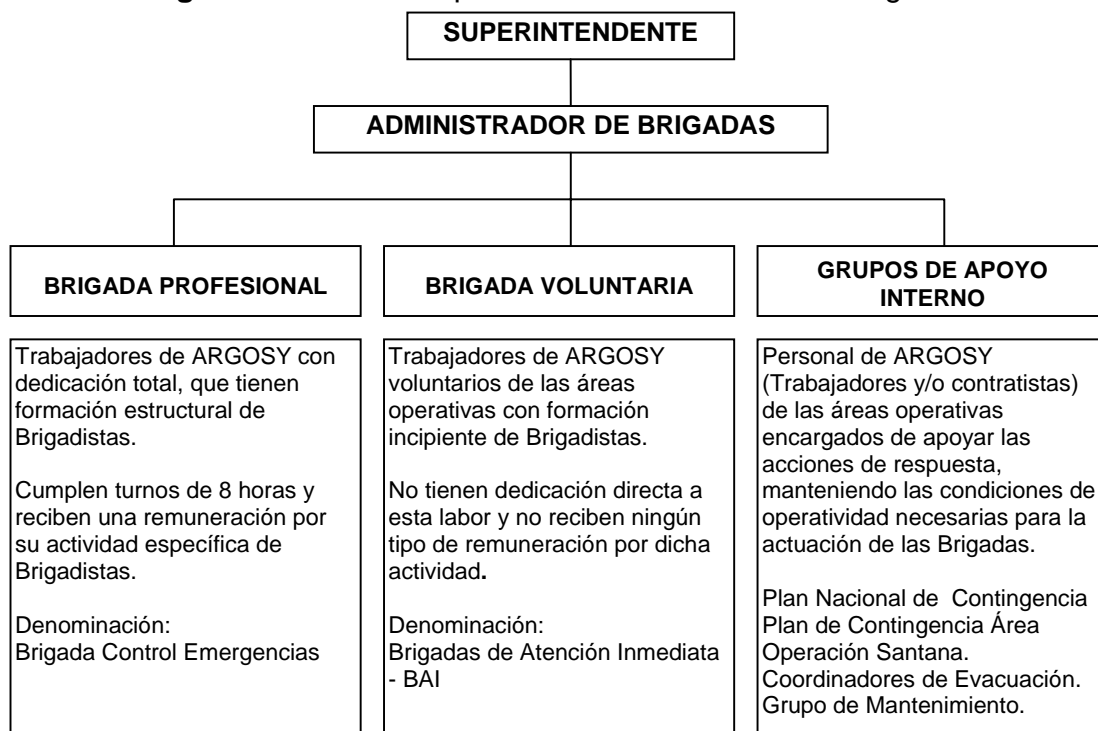 SUPERINTENDENTE
ADMINISTRADOR DE BRIGADAS
BRIGADA PROFESIONAL
BRIGADA VOLUNTARIA
GRUPOS DE APOYO
INTERNO
Trabajadores de ARGOSY con
dedicación total, que tienen
formación estructural de
Brigadistas.
Cumplen turnos de 8 horas y
reciben una remuneración por
su actividad específica de
Brigadistas.
Denominación:
Brigada Control Emergencias
Trabajadores de ARGOSY
voluntarios de las áreas
operativas con formación
incipiente de Brigadistas.
No tienen dedicación directa a
esta labor y no reciben ningún
tipo de remuneración por dicha
actividad.
Denominación:
Brigadas de Atención Inmediata
- BAI
Personal de ARGOSY
(Trabajadores y/o contratistas)
de las áreas operativas
encargados de apoyar las
acciones de respuesta,
manteniendo las condiciones de
operatividad necesarias para la
actuación de las Brigadas.
Plan Nacional de Contingencia
Plan de Contingencia Área
Operación Santana.
Coordinadores de Evacuación.
Grupo de Mantenimiento.